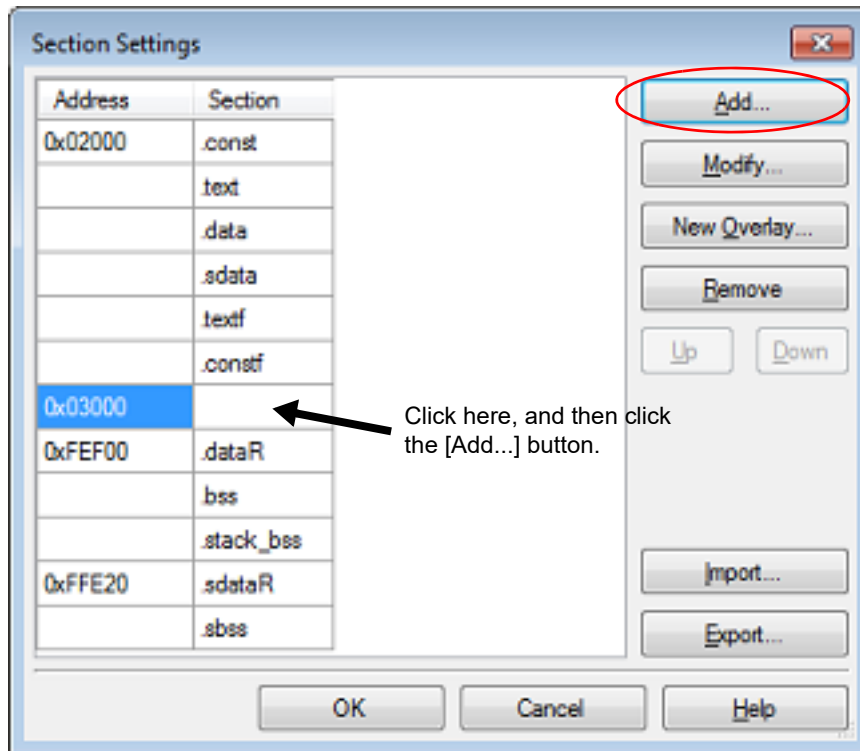 Section Settings
Address Section
0x02000 .const
.text
.data
.sdata
.textf
.constf
0x03000
0xFEF00 .dataR
.bss
.stack_bss
0xFFE20 .sdataR
.sbss
Click here, and then click
the [Add...] button.
Add...
Modify...
New Overlay...
Remove
Up Down
Import...
Export...
OK Cancel Help